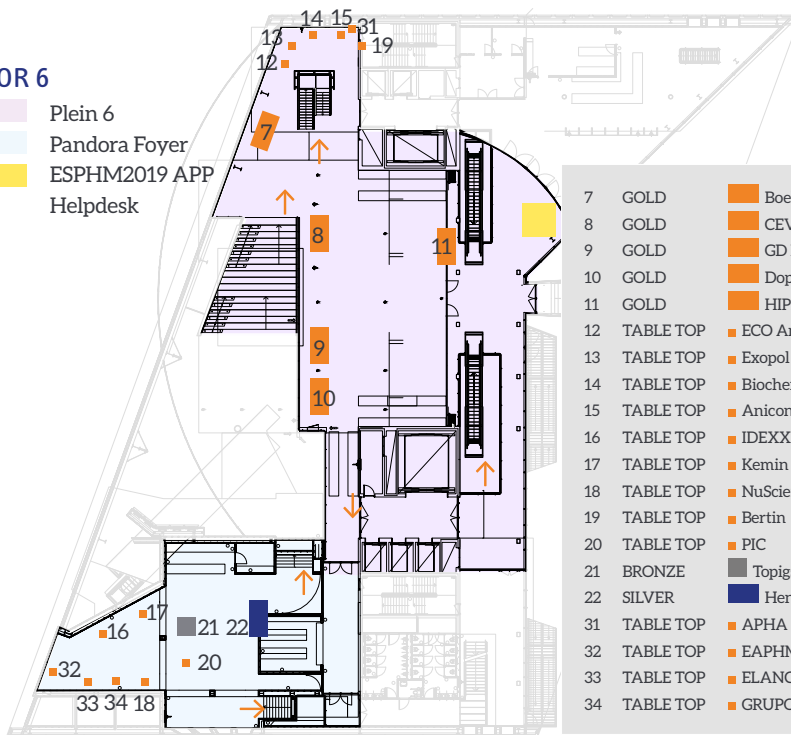 14 15 31
13 19
12
OR 6
Plein 6
Pandora Foyer
ESPHM2019 APP
Helpdesk
7
8
11
9
10
17
16
21 22
20
32
33 34 18
7 GOLD Boe
8 GOLD CEV
9 GOLD GD
10 GOLD Dop
11 GOLD HIP
12 TABLE TOP ECO
13 TABLE TOP Exopol
14 TABLE TOP Bioche
15 TABLE TOP Anicon
16 TABLE TOP IDEXX
17 TABLE TOP Kemin
18 TABLE TOP NuScie
19 TABLE TOP Bertin
20 TABLE TOP PIC
21 BRONZE Topig
22 SILVER Her
31 TABLE TOP APHA
32 TABLE TOP EAPHM
33 TABLE TOP ELANC
34 TABLE TOP GRUPO